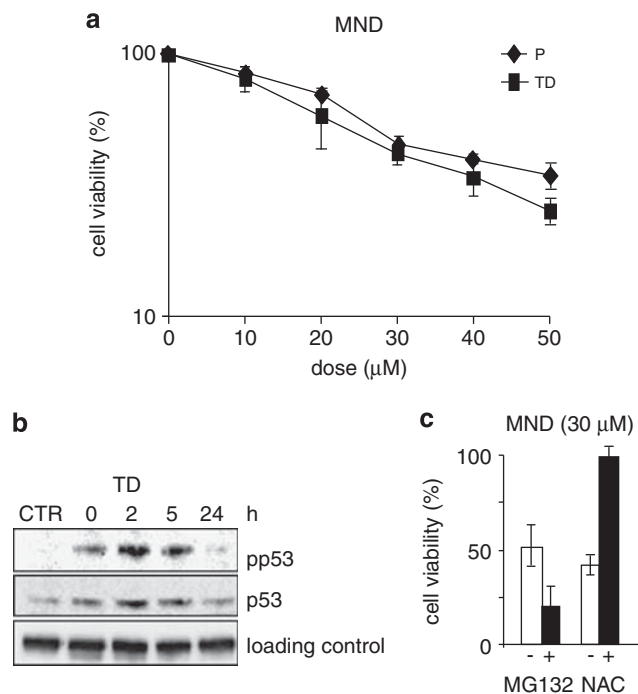 a
MND
100
P
TD
cell viability (%)
10
0 10 20 30 40 50
dose (µM)
b
TD
CTR 0 2 5 24 h
pp53
p53
loading control
c
MND (30 µM)
100
cell viability (%)
50
0
- + - +
MG132 NAC